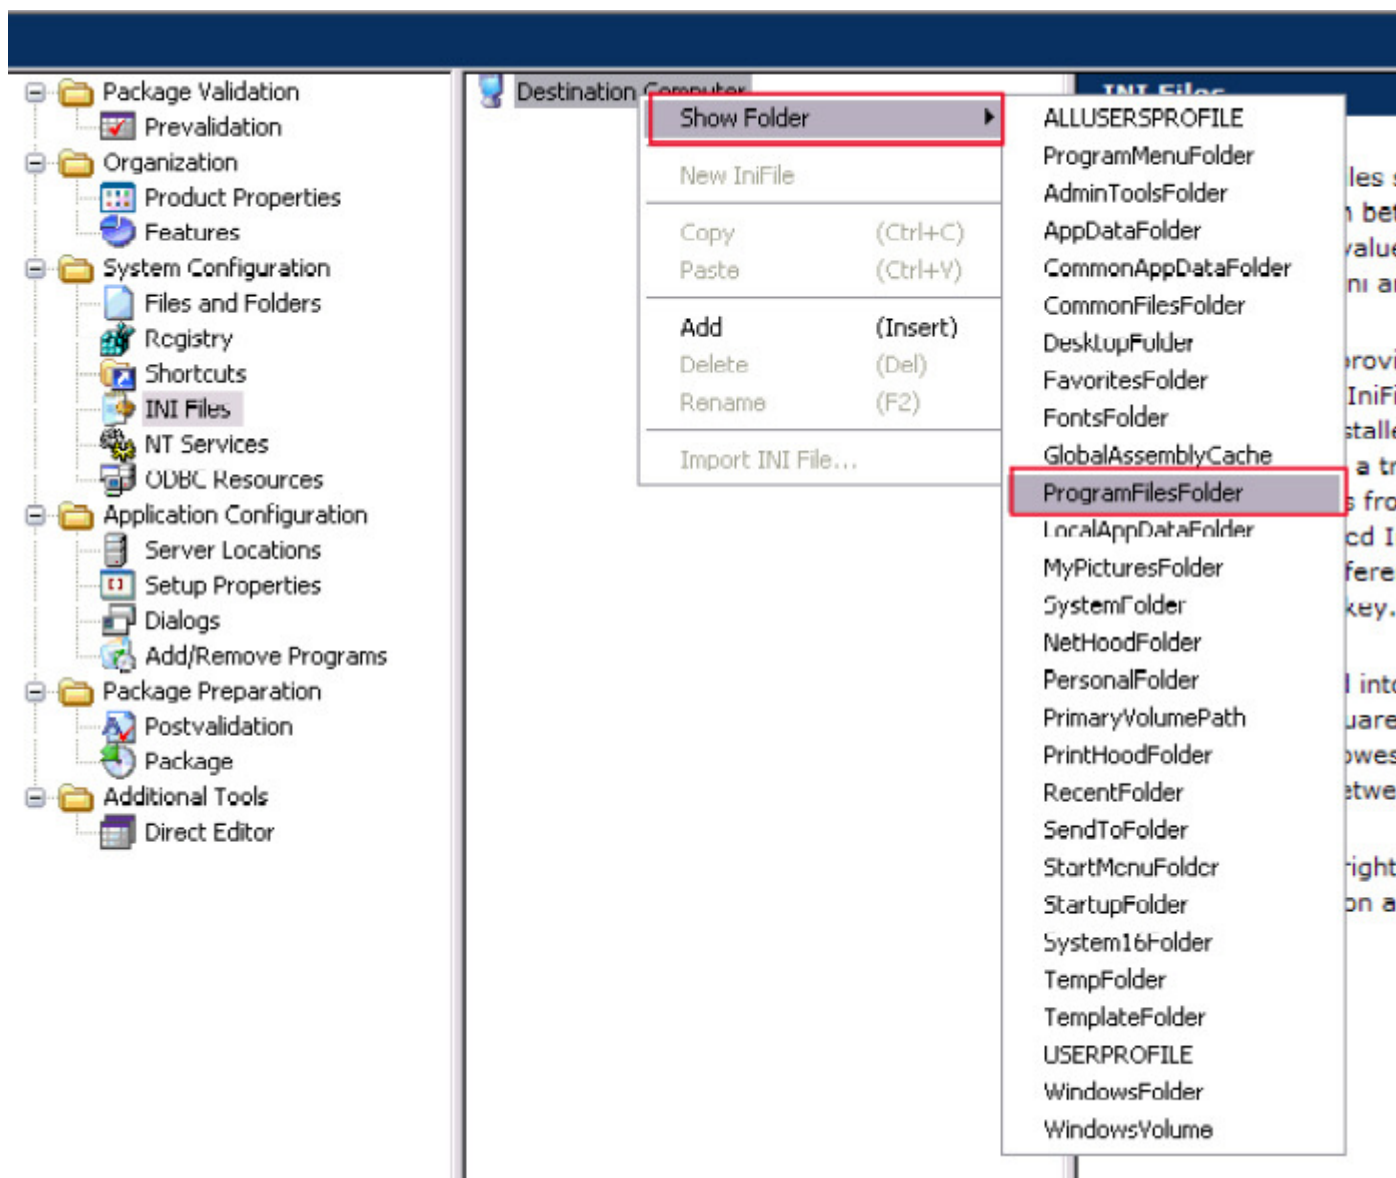 Package Validation
Prevalidation
Organization
Product Properties
Features
System Configuration
Files and Folders
Registry
Shortcuts
INI Files
NT Services
ODBC Resources
Application Configuration
Server Locations
Setup Properties
Dialogs
Add/Remove Programs
Package Preparation
Postvalidation
Package
Additional Tools
Direct Editor
Destination Computer
Show Folder
New IniFile
Copy (Ctrl+C)
Paste (Ctrl+V)
Add (Insert)
Delete (Del)
Rename (F2)
Import INI File...
INI Files
ALLUSERSPROFILE
ProgramMenuFolder
AdminToolsFolder
AppDataFolder
CommonAppDataFolder
CommonFilesFolder
DesktopFolder
FavoritesFolder
FontsFolder
GlobalAssemblyCache
ProgramFilesFolder
LocalAppDataFolder
MyPicturesFolder
SystemFolder
NetHoodFolder
PersonalFolder
PrimaryVolumePath
PrintHoodFolder
RecentFolder
SendToFolder
StartMenuFolder
StartupFolder
System16Folder
TempFolder
TemplateFolder
USERPROFILE
WindowsFolder
WindowsVolume
key.